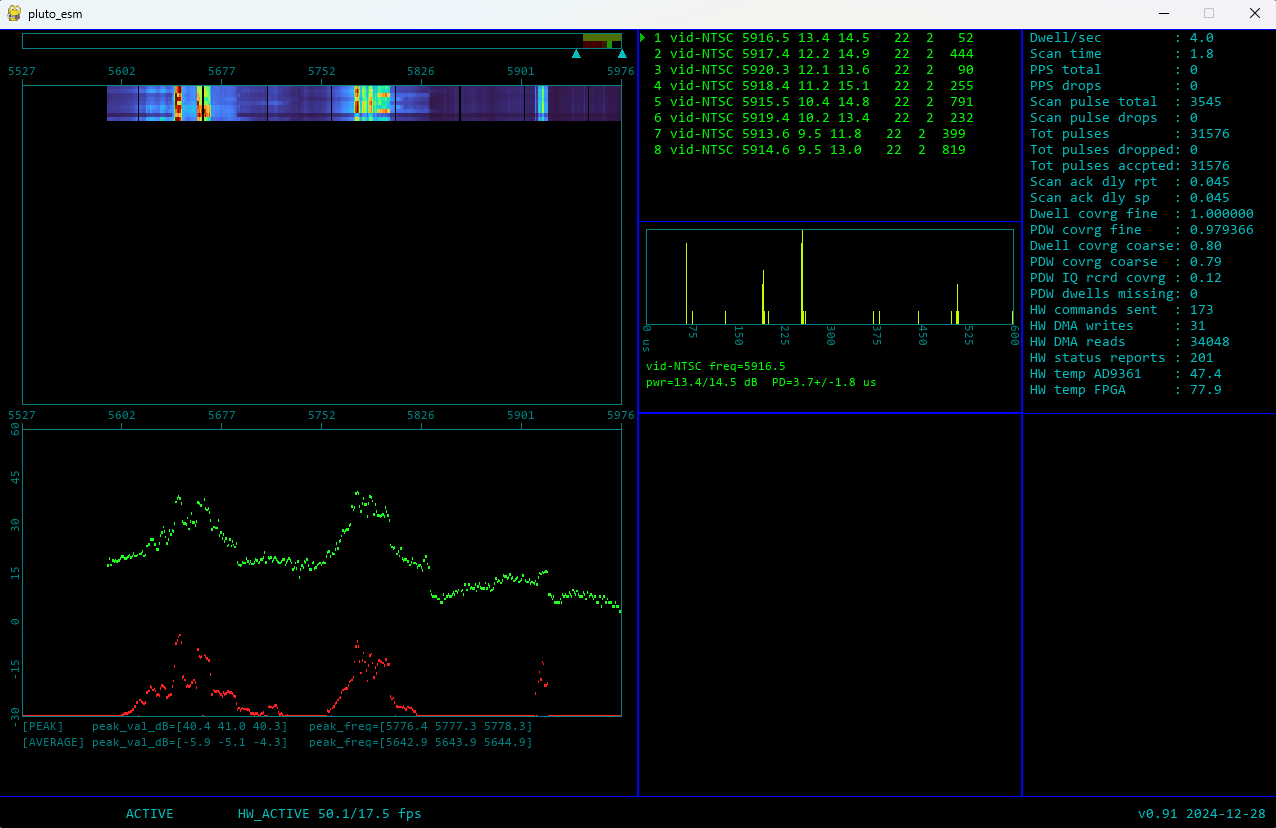 pluto_esm
5527 5602 5677 5752 5826 5901 5976
1 vid-NTSC 5916.5 13.4 14.5 22 2 52
2 vid-NTSC 5917.4 12.2 14.9 22 2 444
3 vid-NTSC 5920.3 12.1 13.6 22 2 90
4 vid-NTSC 5918.4 11.2 15.1 22 2 255
5 vid-NTSC 5915.5 10.4 14.8 22 2 791
6 vid-NTSC 5919.4 10.2 13.4 22 2 232
7 vid-NTSC 5913.6 9.5 11.8 22 2 399
8 vid-NTSC 5914.6 9.5 13.0 22 2 819
0 us 75 150 225 300 375 450 525 600
vid-NTSC freq=5916.5
pwr=13.4/14.5 dB PD=3.7+/-1.8 us
Dwell/sec : 4.0
Scan time : 1.8
PPS total : 0
PPS drops : 0
Scan pulse total : 3545
Scan pulse drops : 0
Tot pulses : 31576
Tot pulses dropped: 0
Tot pulses accpted: 31576
Scan ack dly rpt : 0.045
Scan ack dly sp : 0.045
Dwell covrg fine : 1.000000
PDW covrg fine : 0.979366
Dwell covrg coarse: 0.80
PDW covrg coarse : 0.79
PDW IQ rcrd covrg : 0.12
PDW dwells missing: 0
HW commands sent : 173
HW DMA writes : 31
HW DMA reads : 34048
HW status reports : 201
HW temp AD9361 : 47.4
HW temp FPGA : 77.9
5527 5602 5677 5752 5826 5901 5976
60
45
30
15
0
-15
-30
[PEAK] peak_val_dB=[40.4 41.0 40.3] peak_freq=[5776.4 5777.3 5778.3]
[AVERAGE] peak_val_dB=[-5.9 -5.1 -4.3] peak_freq=[5642.9 5643.9 5644.9]
ACTIVE HW_ACTIVE 50.1/17.5 fps v0.91 2024-12-28